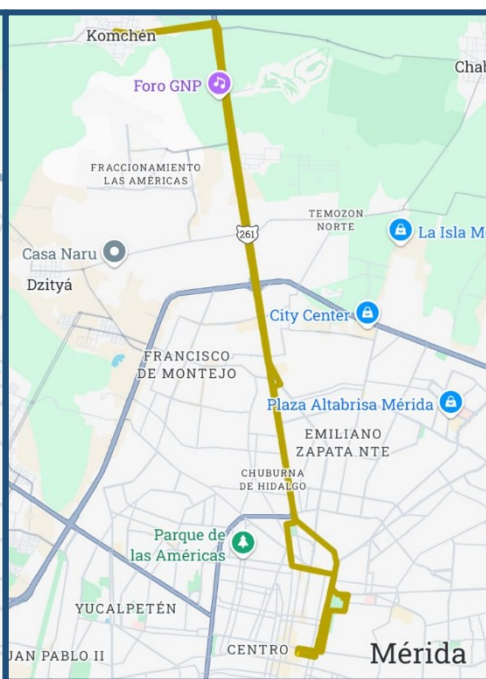 Komchén
Foro GNP
Chab
FRACCIONAMIENTO
LAS AMÉRICAS
TEMOZON
NORTE
261
La Isla M
Casa Naru
Dzityá
City Center
FRANCISCO
DE MONTEJO
Plaza Altabrisa Mérida
EMILIANO
ZAPATA NTE
CHUBURNA
DE HIDALGO
Parque de
las Américas
YUCALPETÉN
CENTRO
Mérida
JUAN PABLO II